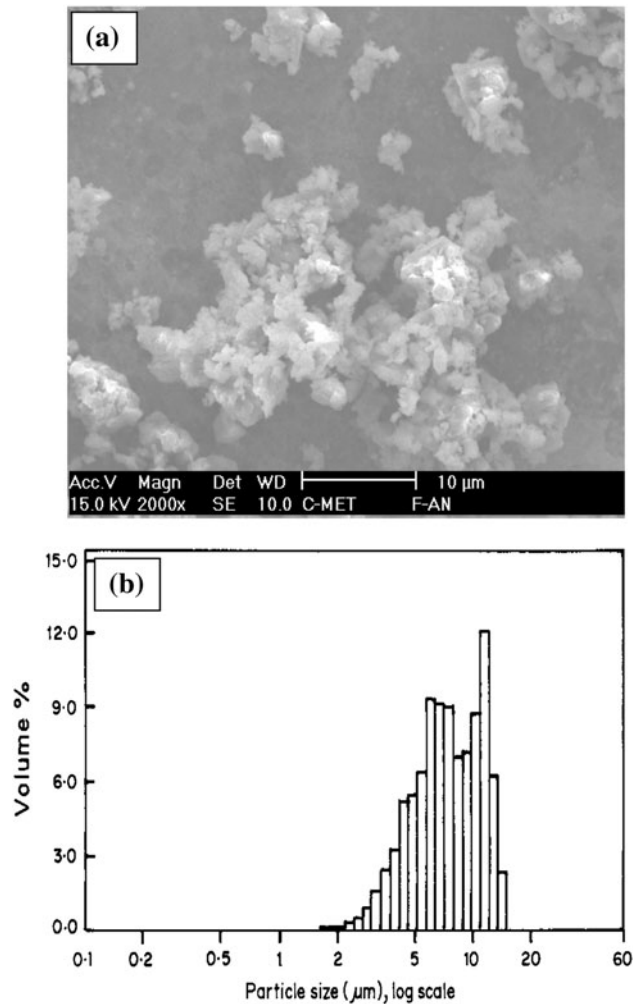 (a)
Acc.V Magn Det WD 10 µm
15.0 kV 2000x SE 10.0 C-MET F-AN
(b)
15·0
12·0
9·0
6·0
3·0
0·0
Volume %
0·1 0·2 0·5 1 2 5 10 20 60
Particle size (µm), log scale